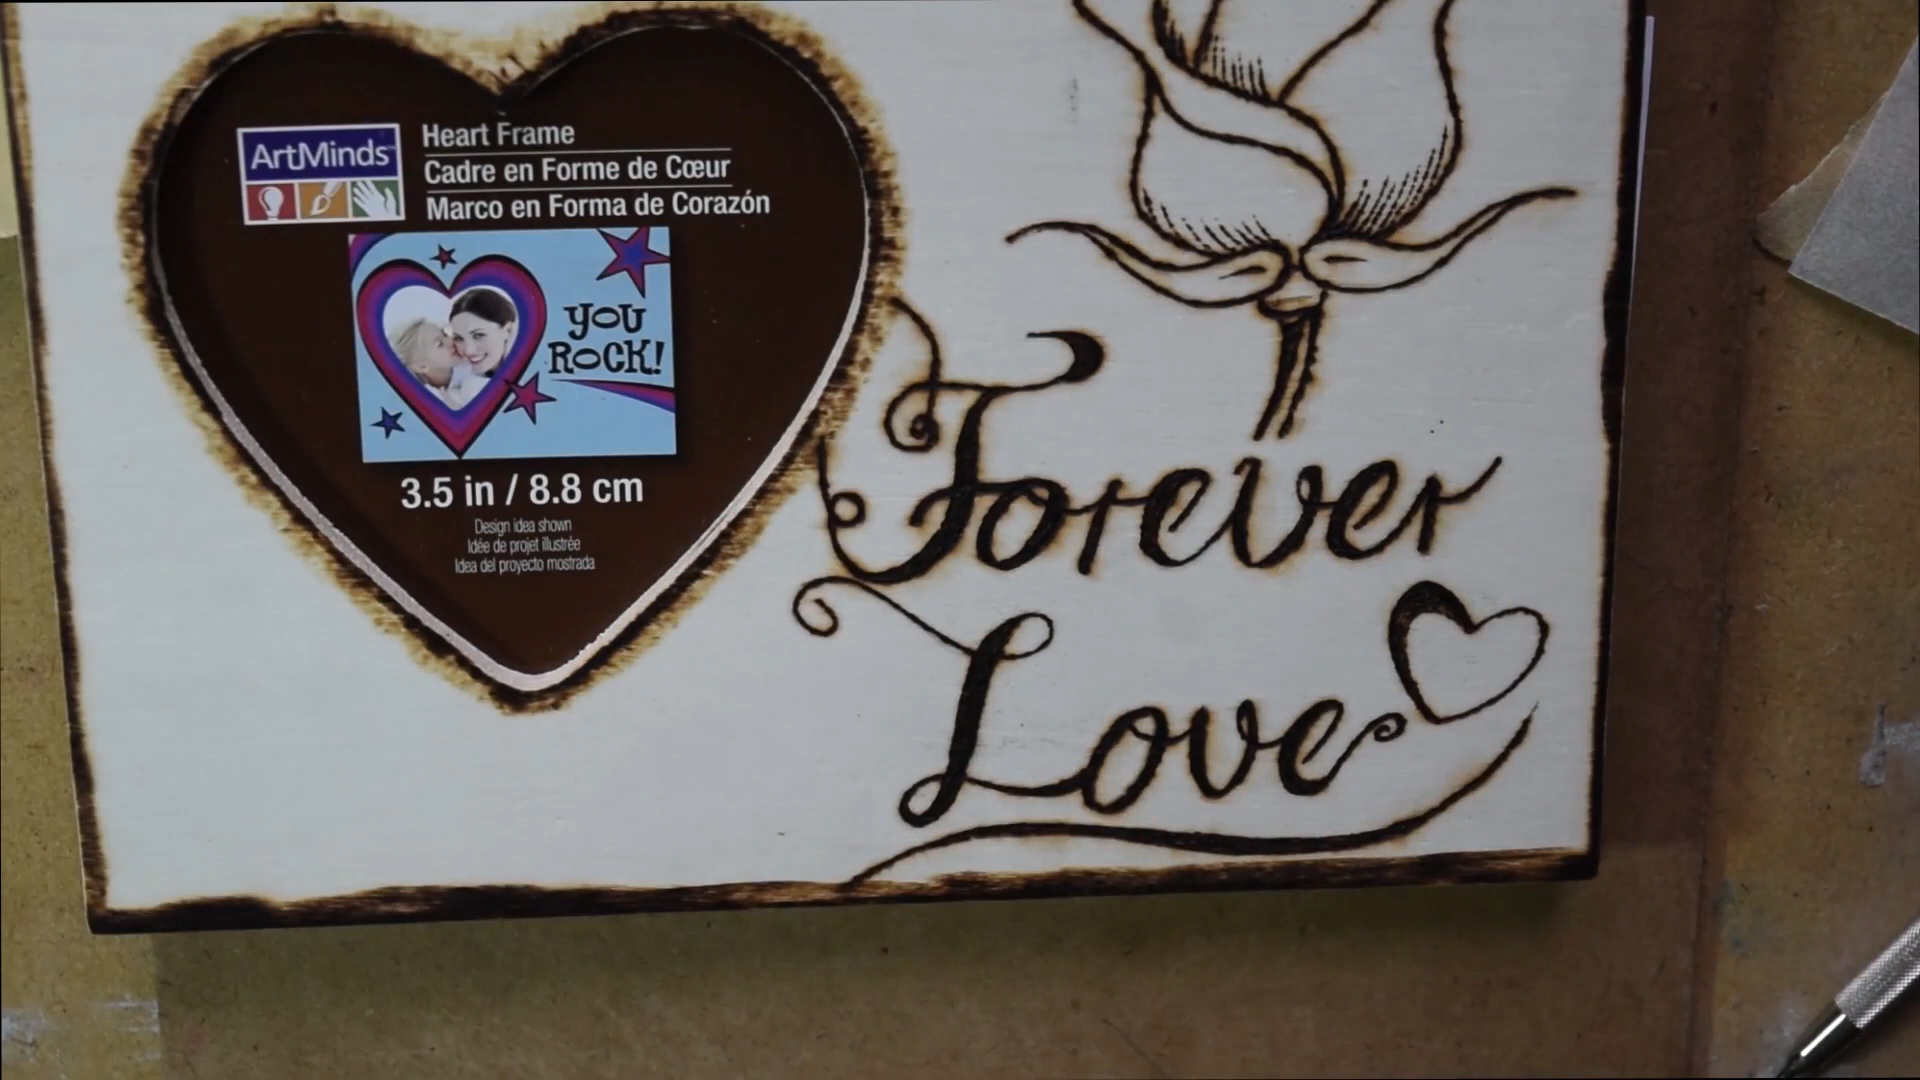 ArtMinds
Heart Frame
Cadre en Forme de Cœur
Marco en Forma de Corazón
YOU
ROCK!
3.5 in / 8.8 cm
Design idea shown
Idée de projet illustrée
Idea del proyecto mostrada
Forever
Love